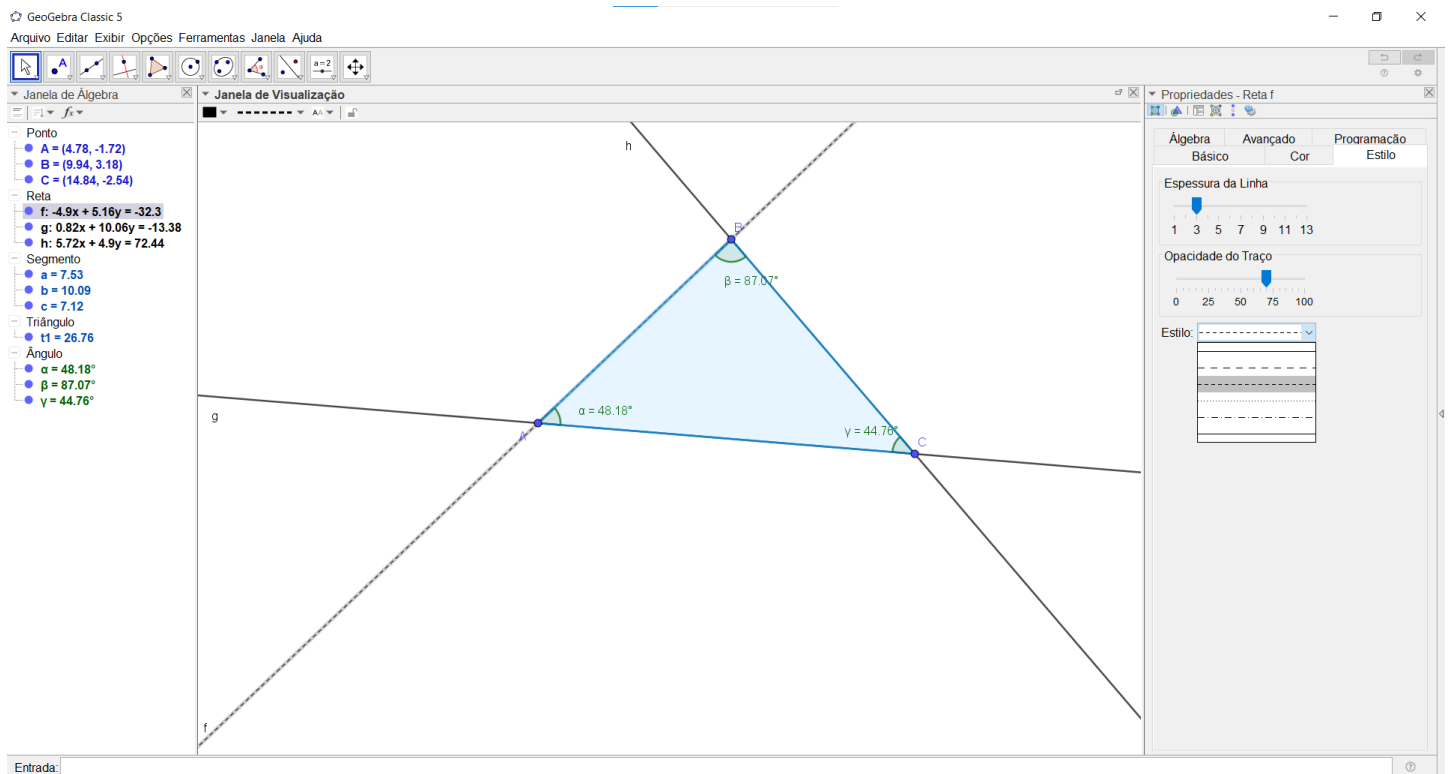 GeoGebra Classic 5
Arquivo Editar Exibir Opções Ferramentas Janela Ajuda
A
α
a=2
Janela de Álgebra
fx
Ponto
A = (4.78, -1.72)
B = (9.94, 3.18)
C = (14.84, -2.54)
Reta
f: -4.9x + 5.16y = -32.3
g: 0.82x + 10.06y = -13.38
h: 5.72x + 4.9y = 72.44
Segmento
a = 7.53
b = 10.09
c = 7.12
Triângulo
t1 = 26.76
Ângulo
α = 48.18°
β = 87.07°
γ = 44.76°
Janela de Visualização
AA
h
B
β = 87.07°
g
α = 48.18°
A
γ = 44.76°
C
f
Propriedades - Reta f
Álgebra Avançado Programação
Básico Cor Estilo
Espessura da Linha
1 3 5 7 9 11 13
Opacidade do Traço
0 25 50 75 100
Estilo:
Entrada: